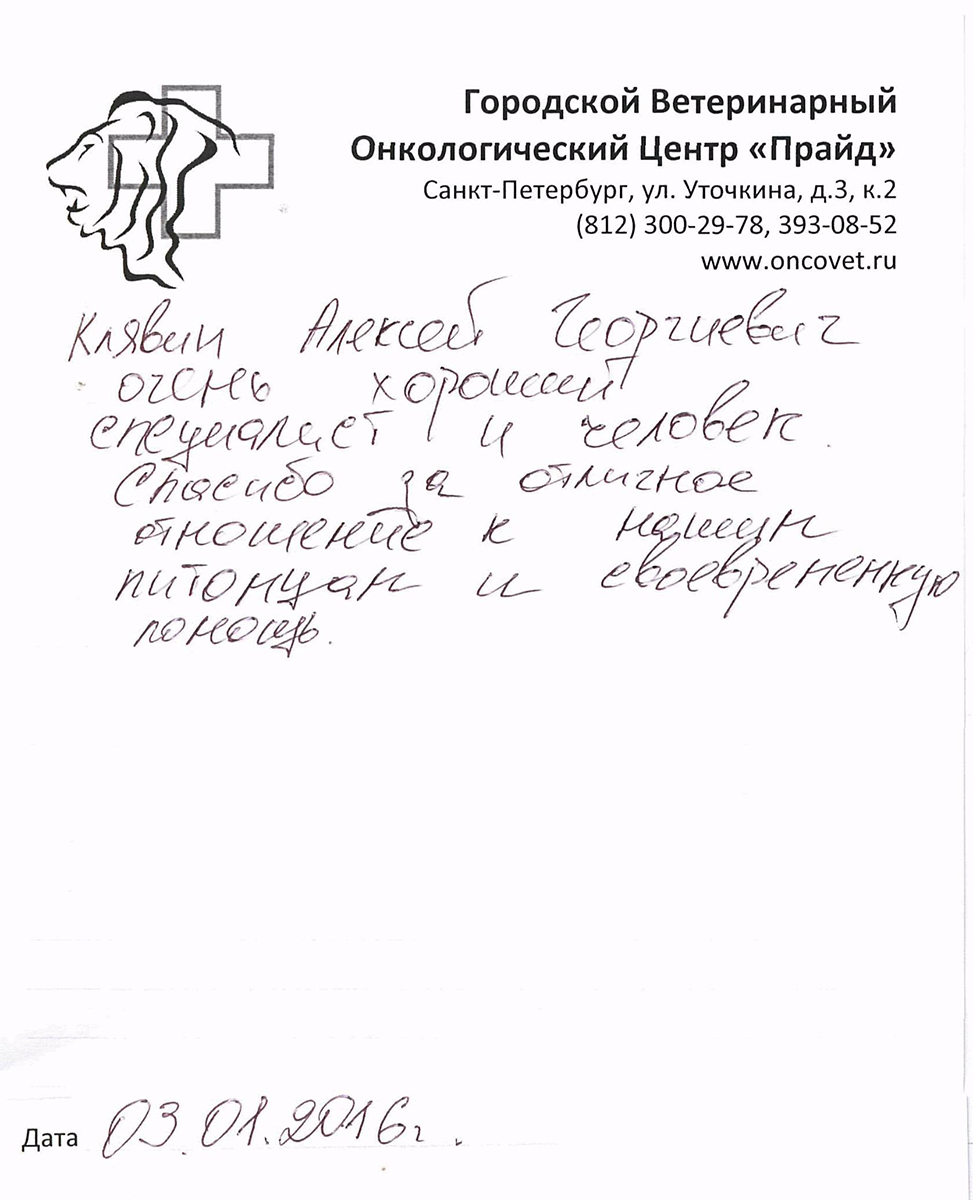 Городской Ветеринарный
Онкологический Центр «Прайд»
Санкт-Петербург, ул. Уточкина, д.3, к.2
(812) 300-29-78, 393-08-52
www.oncovet.ru
Клявин Алексей Георгиевич
очень хороший
специалист и человек.
Спасибо за отличное
отношение к нашим
питомцам и своевременную
помощь.
Дата 03.01.2016г.